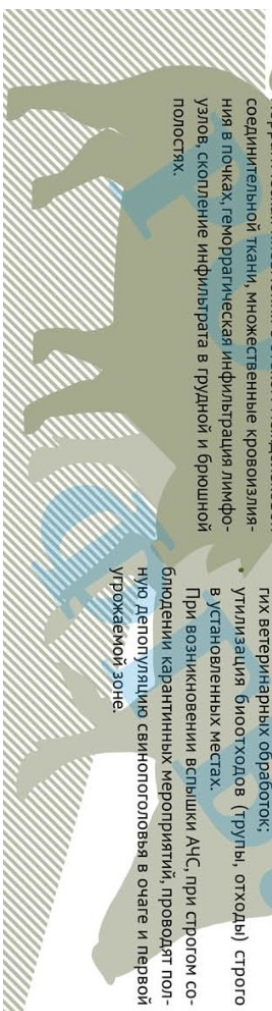 соединительной ткани, множественные кровоизлия-
ния в почках, геморрагическая инфильтрация лимфо-
узлов, скопление инфильтрата в грудной и брюшной
полостях.
гих ветеринарных обработок;
• утилизация биоотходов (трупы, отходы) строго
в установленных местах.
При возникновении вспышки АЧС, при строгом со-
блюдении карантинных мероприятий, проводят пол-
ную депопуляцию свинопоголовья в очаге и первой
угрожаемой зоне.